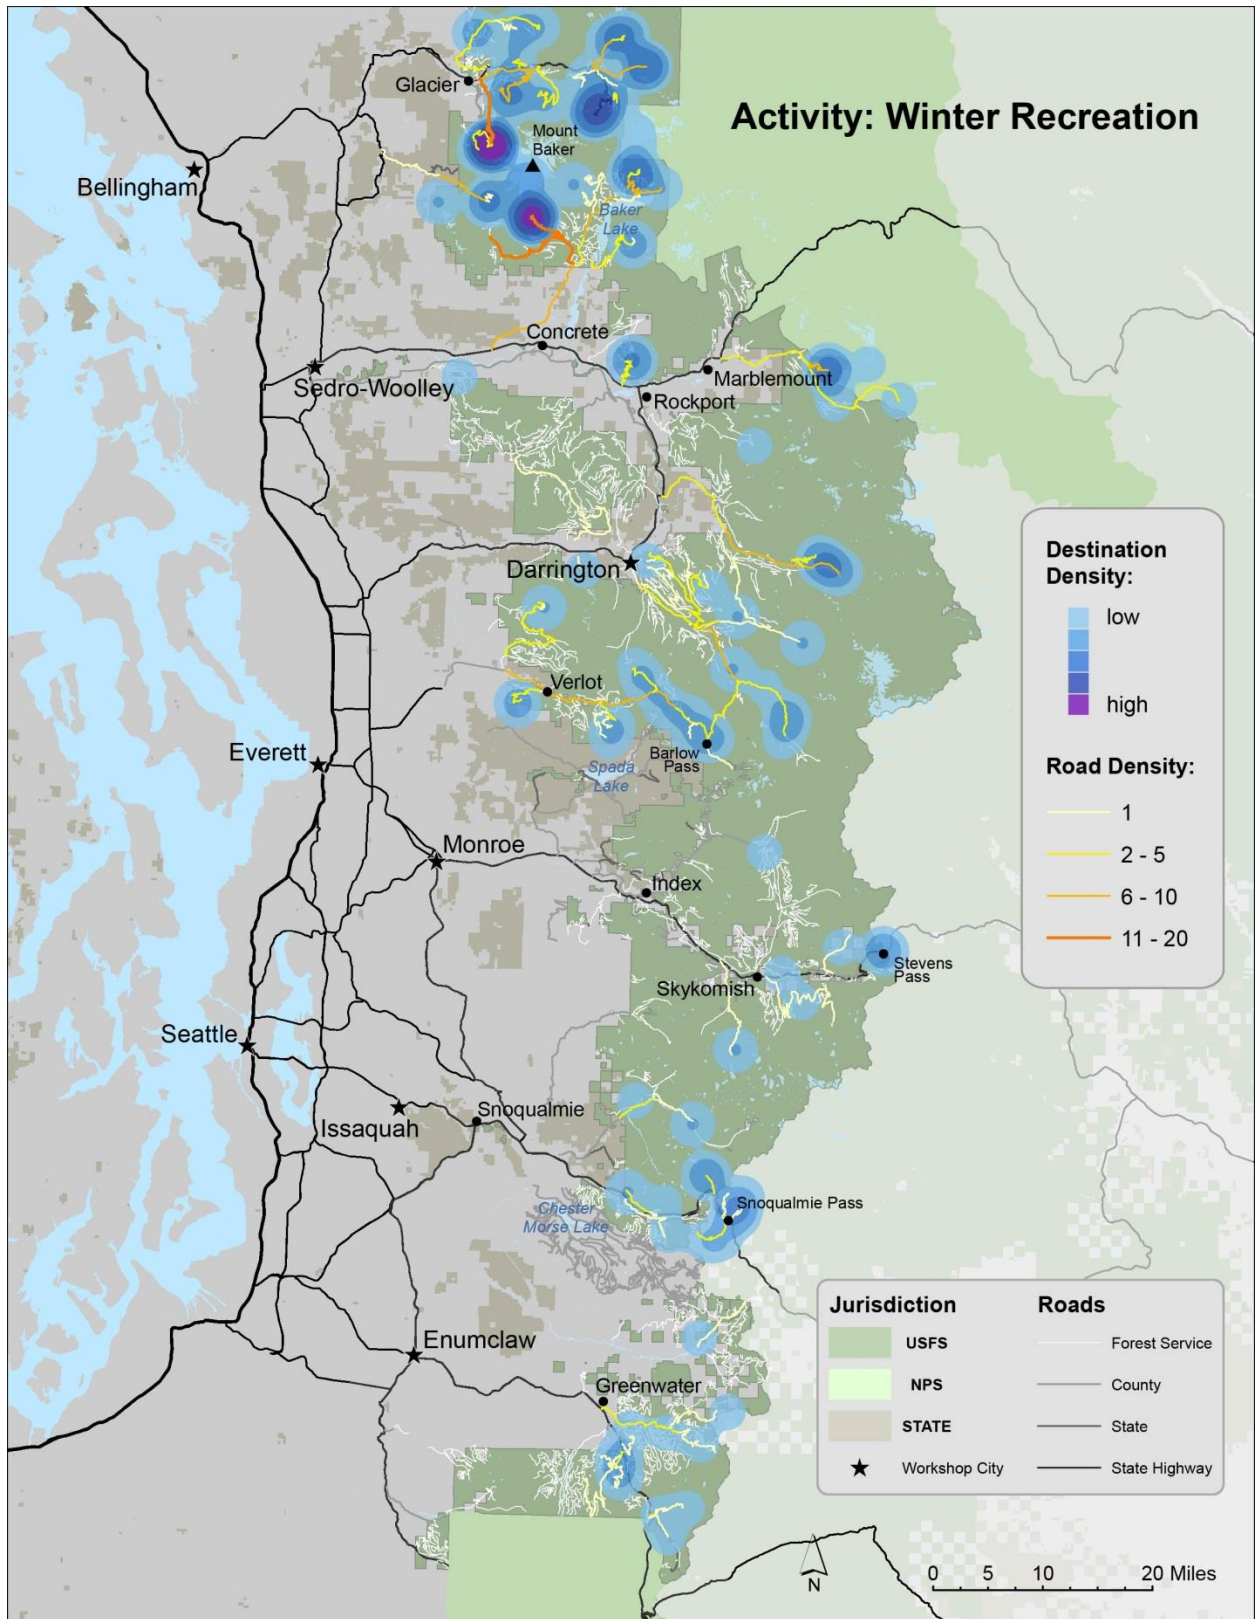 Activity: Winter Recreation
Glacier
Mount
Baker
Bellingham
Baker
Lake
Concrete
Sedro-Woolley
Marblemount
Rockport
Darrington
Verlot
Barlow
Pass
Everett
Spada
Lake
Monroe
Index
Stevens
Pass
Skykomish
Seattle
Issaquah
Snoqualmie
Snoqualmie Pass
Chester
Morse Lake
Enumclaw
Greenwater
Destination
Density:
low
high
Road Density:
1
2 - 5
6 - 10
11 - 20
Jurisdiction
USFS
NPS
STATE
Workshop City
Roads
Forest Service
County
State
State Highway
N
0 5 10 20 Miles